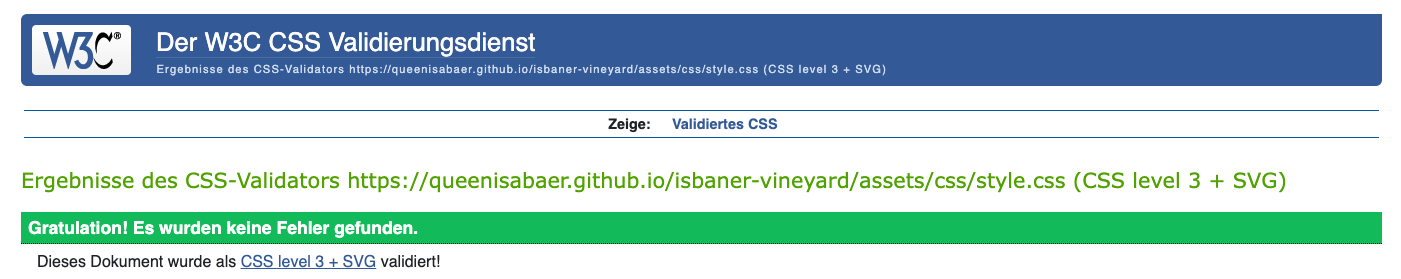 W3C®
Der W3C CSS Validierungsdienst
Ergebnisse des CSS-Validators https://queenisabaer.github.io/isbaner-vineyard/assets/css/style.css (CSS level 3 + SVG)
Zeige: Validiertes CSS
Ergebnisse des CSS-Validators https://queenisabaer.github.io/isbaner-vineyard/assets/css/style.css (CSS level 3 + SVG)
Gratulation! Es wurden keine Fehler gefunden.
Dieses Dokument wurde als CSS level 3 + SVG validiert!